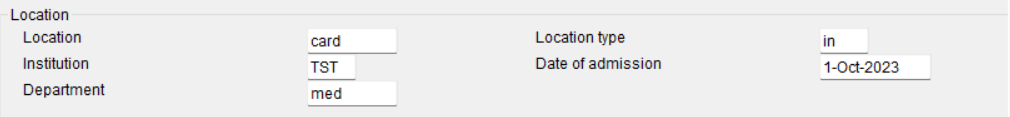 Location
Location card Location type in
Institution TST Date of admission 1-Oct-2023
Department med